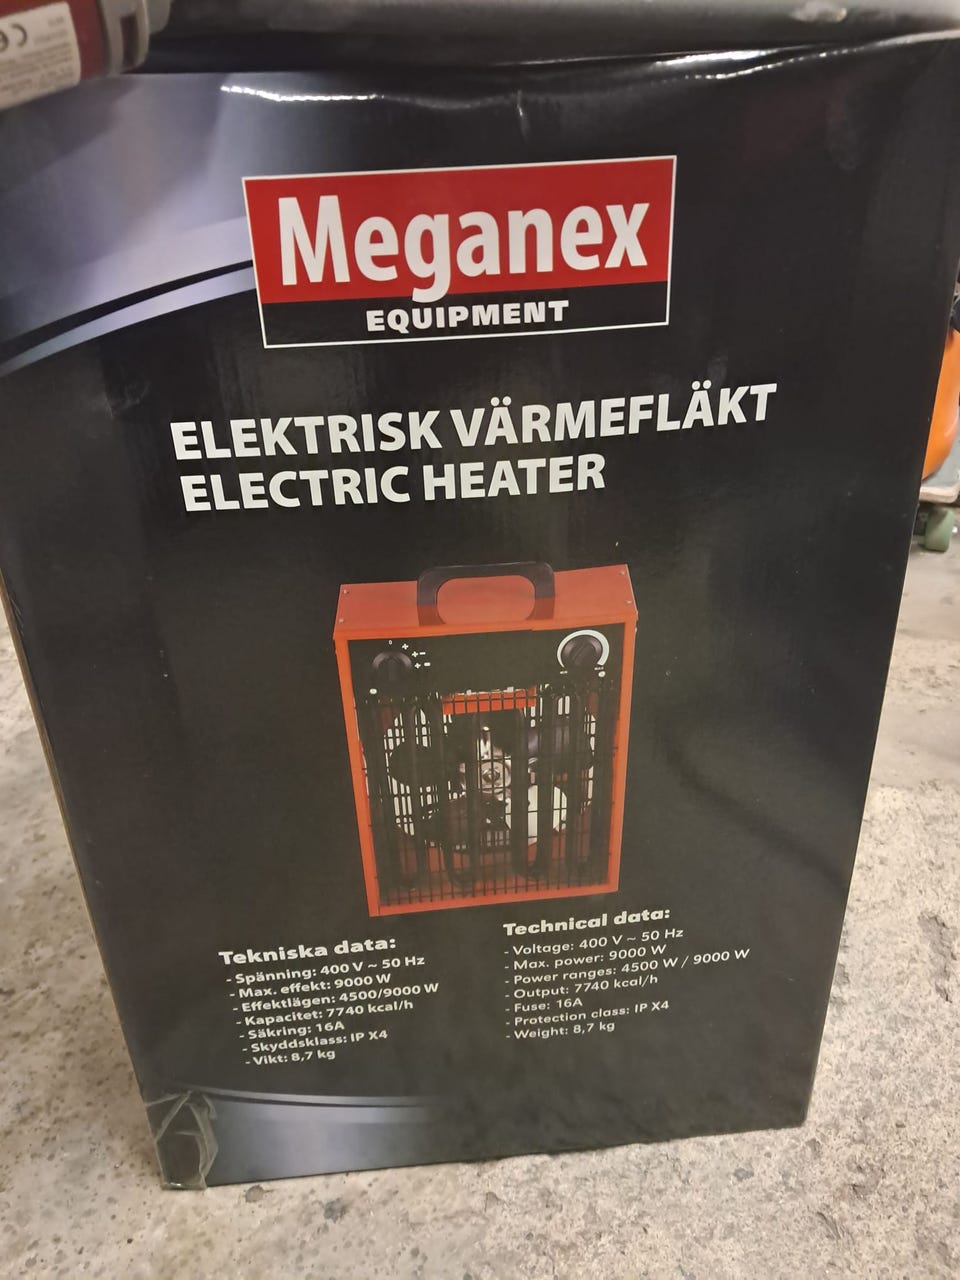 Meganex
EQUIPMENT
ELEKTRISK VÄRMEFLÄKT
ELECTRIC HEATER
Tekniska data:
- Spänning: 400 V ~ 50 Hz
- Max. effekt: 9000 W
- Effektlägen: 4500/9000 W
- Kapacitet: 7740 kcal/h
- Säkring: 16A
- Skyddsklass: IP X4
- Vikt: 8,7 kg
Technical data:
- Voltage: 400 V ~ 50 Hz
- Max. power: 9000 W
- Power ranges: 4500 W / 9000 W
- Output: 7740 kcal/h
- Fuse: 16A
- Protection class: IP X4
- Weight: 8,7 kg